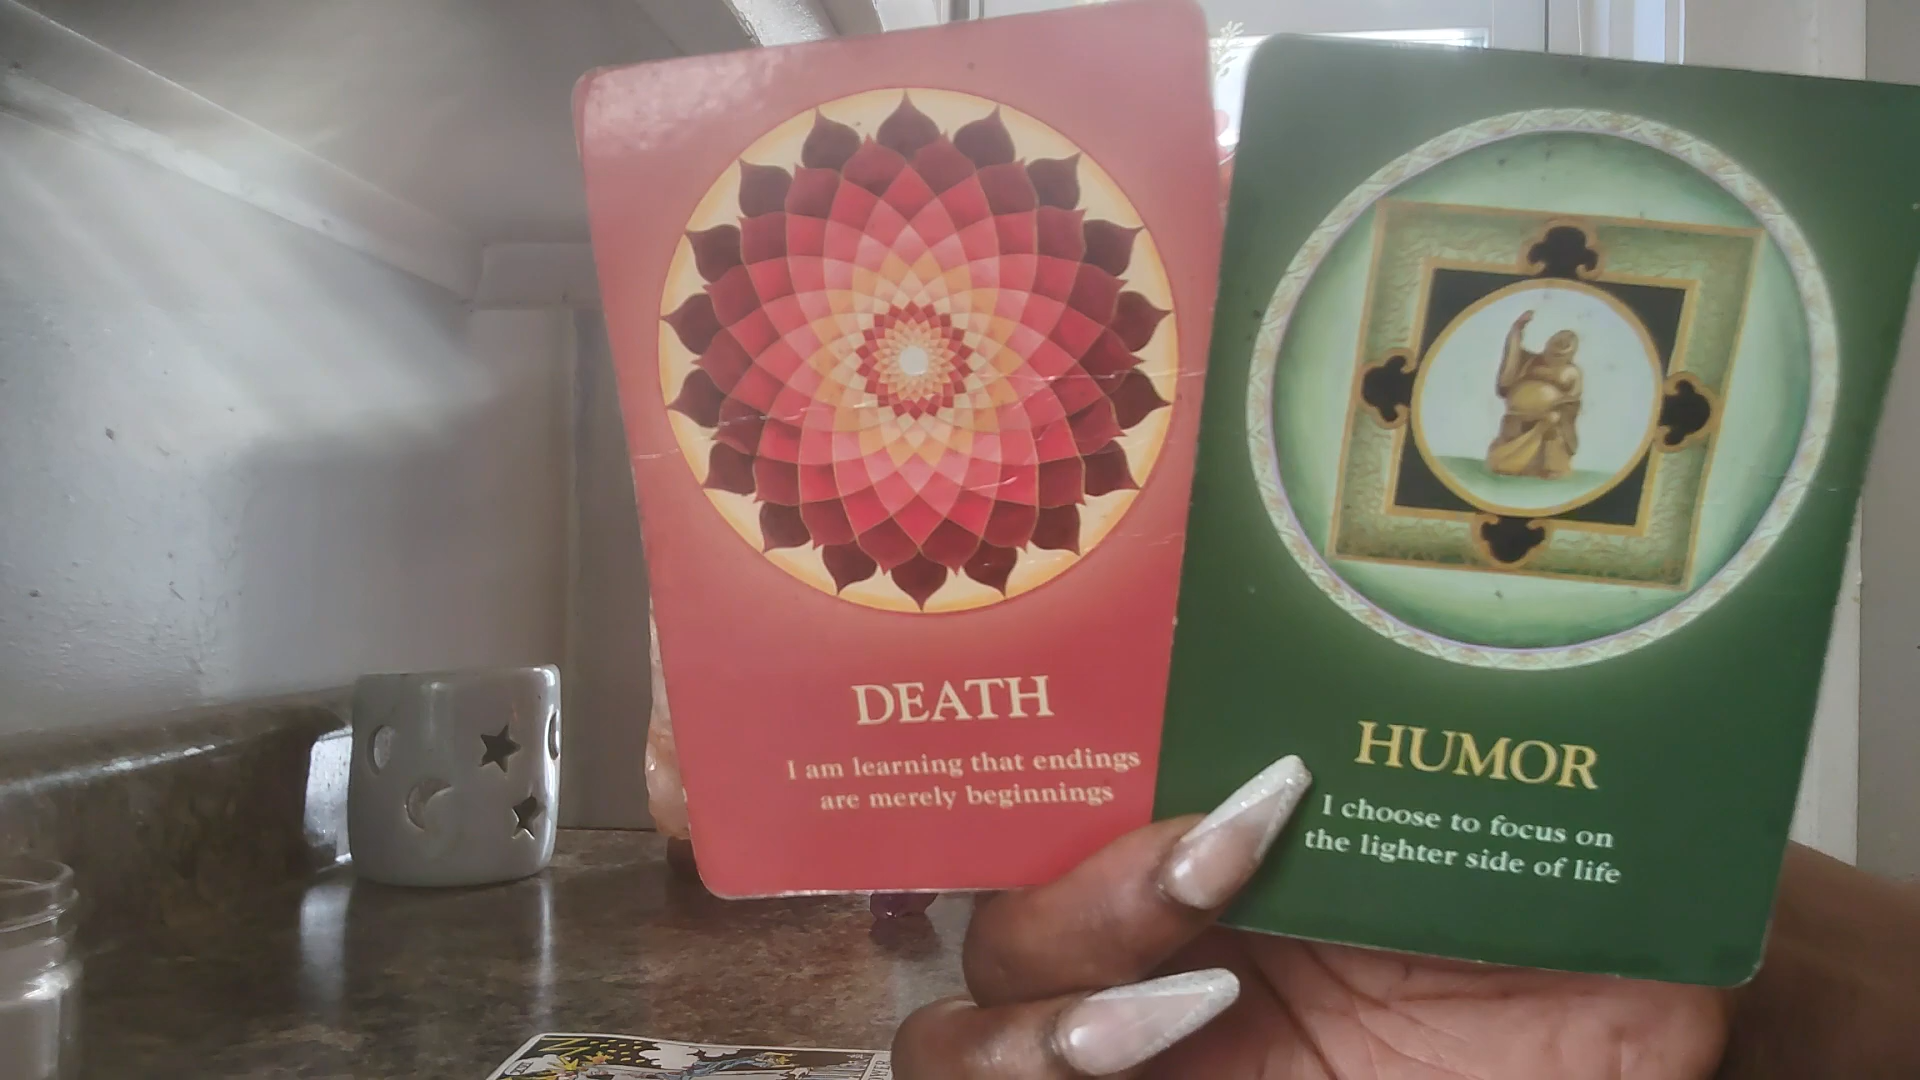 DEATH
I am learning that endings
are merely beginnings
HUMOR
I choose to focus on
the lighter side of life